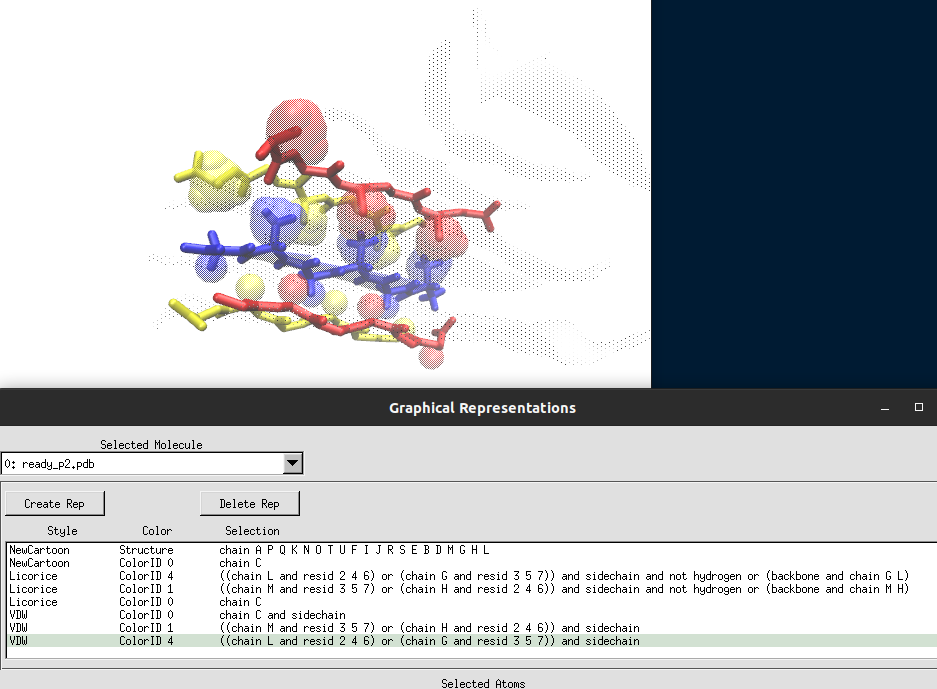 Graphical Representations
Selected Molecule
0: ready_p2.pdb
Create Rep Delete Rep
Style Color Selection
NewCartoon Structure chain A P Q K N O T U F I J R S E B D M G H L
NewCartoon ColorID 0 chain C
Licorice ColorID 4 ((chain L and resid 2 4 6) or (chain G and resid 3 5 7)) and sidechain and not hydrogen or (backbone and chain G L)
Licorice ColorID 1 ((chain M and resid 3 5 7) or (chain H and resid 2 4 6)) and sidechain and not hydrogen or (backbone and chain M H)
Licorice ColorID 0 chain C
VDW ColorID 0 chain C and sidechain
VDW ColorID 1 ((chain M and resid 3 5 7) or (chain H and resid 2 4 6)) and sidechain
VDW ColorID 4 ((chain L and resid 2 4 6) or (chain G and resid 3 5 7)) and sidechain
Selected Atoms